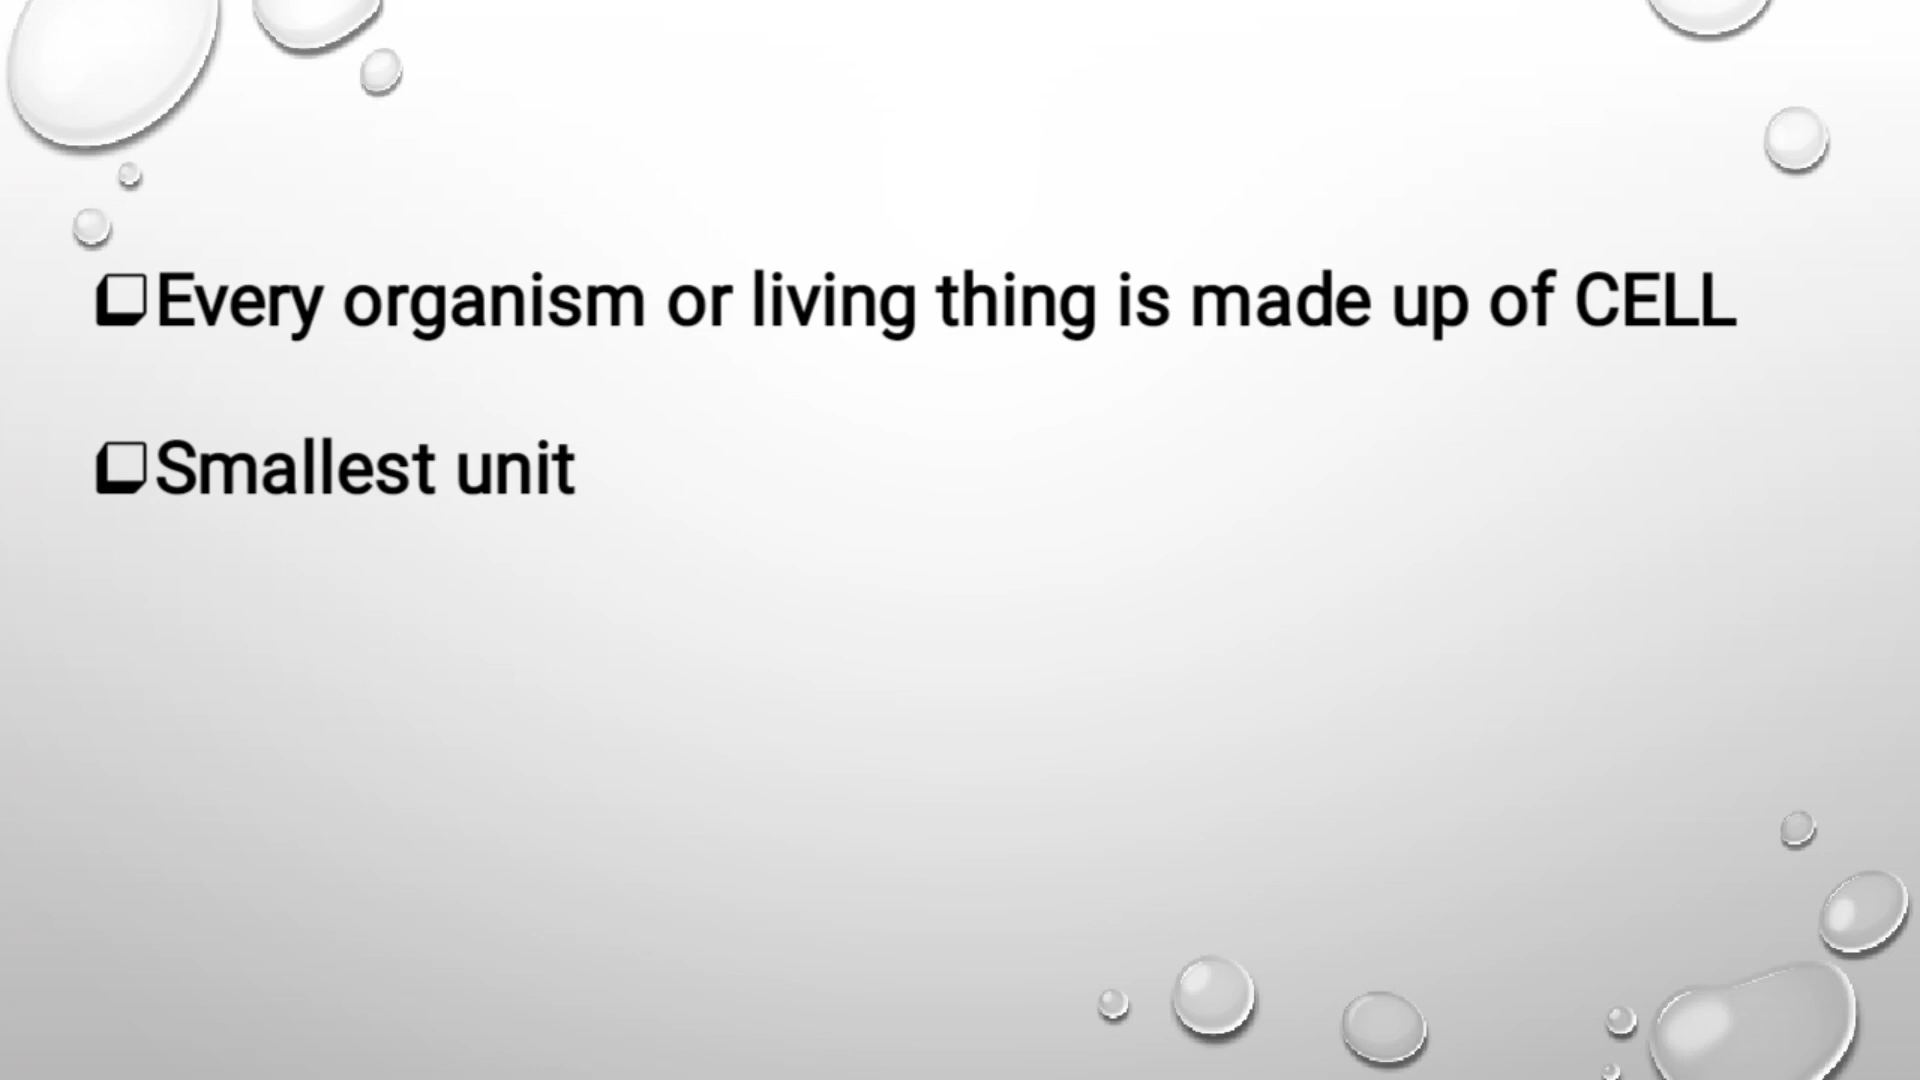 ❑Every organism or living thing is made up of CELL
❑Smallest unit